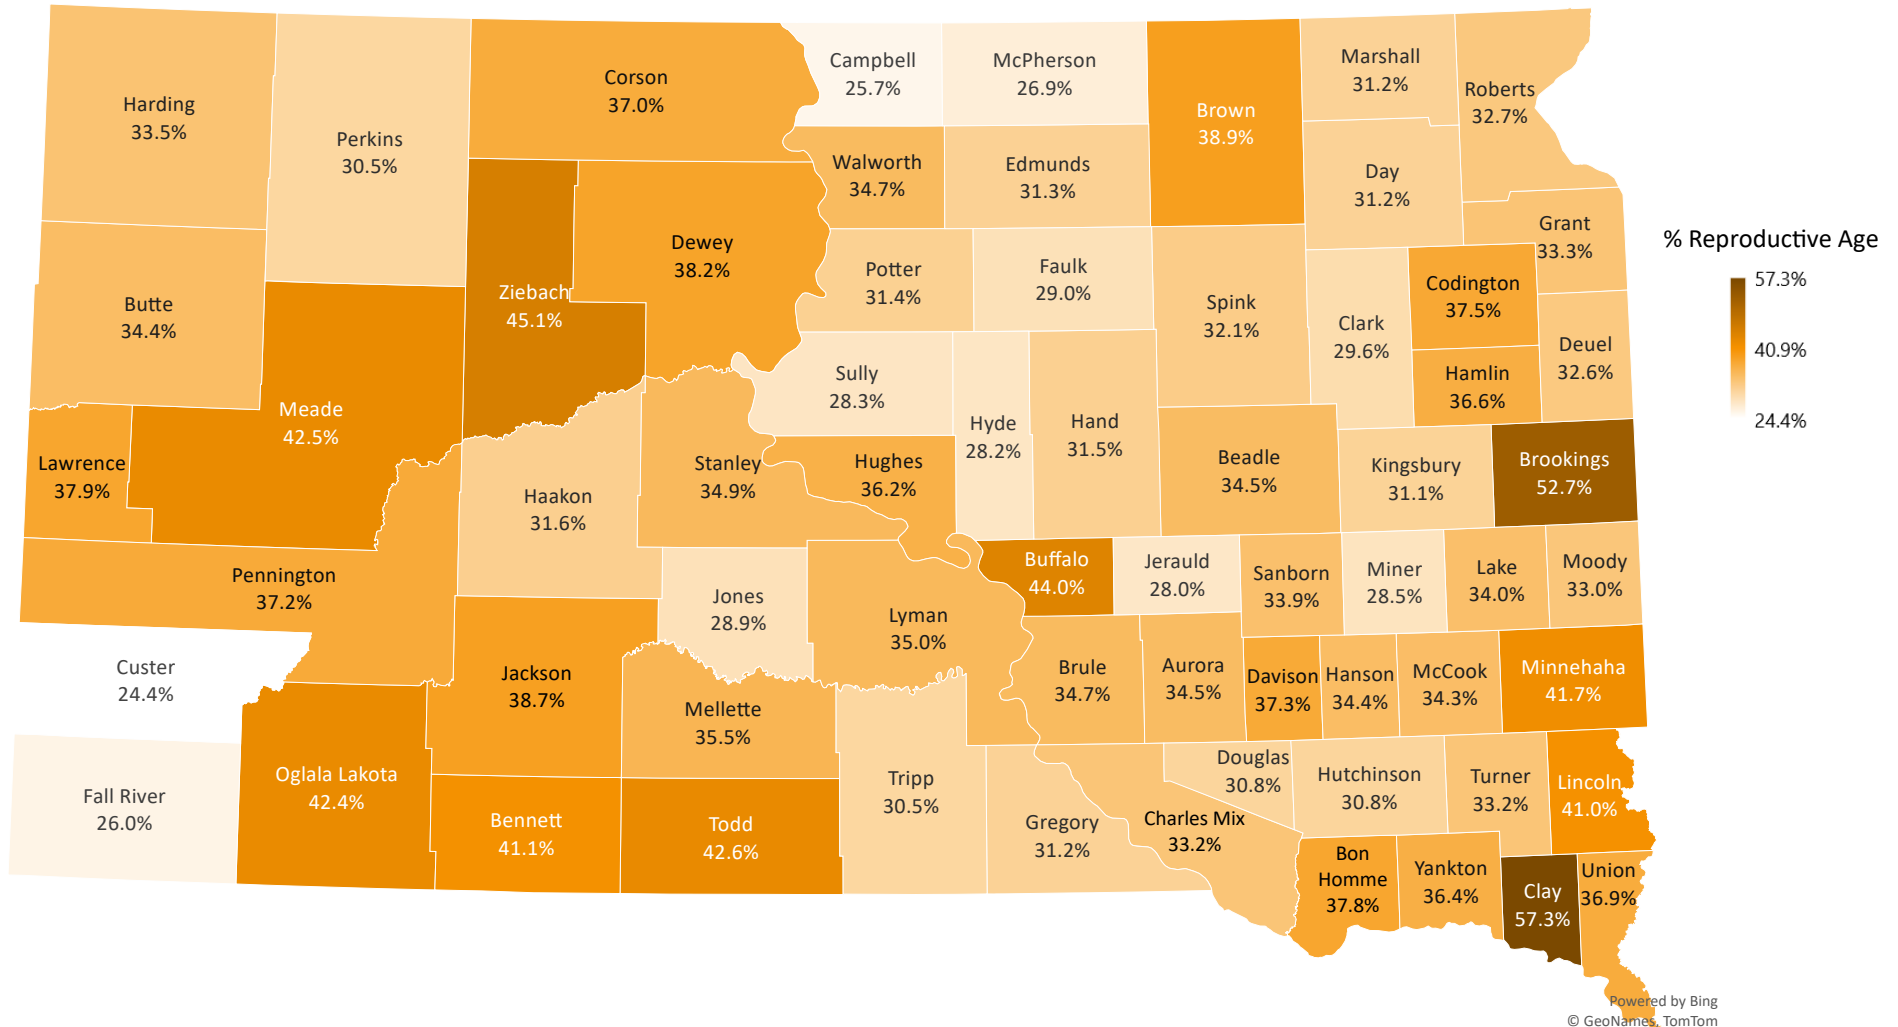 Harding
33.5%
Perkins
30.5%
Corson
37.0%
Campbell
25.7%
McPherson
26.9%
Brown
38.9%
Marshall
31.2%
Roberts
32.7%
Walworth
34.7%
Edmunds
31.3%
Day
31.2%
Grant
33.3%
Butte
34.4%
Ziebach
45.1%
Dewey
38.2%
Potter
31.4%
Faulk
29.0%
Spink
32.1%
Clark
29.6%
Codington
37.5%
Hamlin
36.6%
Deuel
32.6%
Meade
42.5%
Lawrence
37.9%
Haakon
31.6%
Stanley
34.9%
Sully
28.3%
Hughes
36.2%
Hyde
28.2%
Hand
31.5%
Beadle
34.5%
Kingsbury
31.1%
Brookings
52.7%
Pennington
37.2%
Jones
28.9%
Lyman
35.0%
Buffalo
44.0%
Jerauld
28.0%
Sanborn
33.9%
Miner
28.5%
Lake
34.0%
Moody
33.0%
Custer
24.4%
Jackson
38.7%
Mellette
35.5%
Brule
34.7%
Aurora
34.5%
Davison
37.3%
Hanson
34.4%
McCook
34.3%
Minnehaha
41.7%
Fall River
26.0%
Oglala Lakota
42.4%
Bennett
41.1%
Todd
42.6%
Tripp
30.5%
Gregory
31.2%
Charles Mix
33.2%
Douglas
30.8%
Hutchinson
30.8%
Turner
33.2%
Lincoln
41.0%
Bon
Homme
37.8%
Yankton
36.4%
Clay
57.3%
Union
36.9%
% Reproductive Age
57.3%
40.9%
24.4%
Powered by Bing
© GeoNames, TomTom